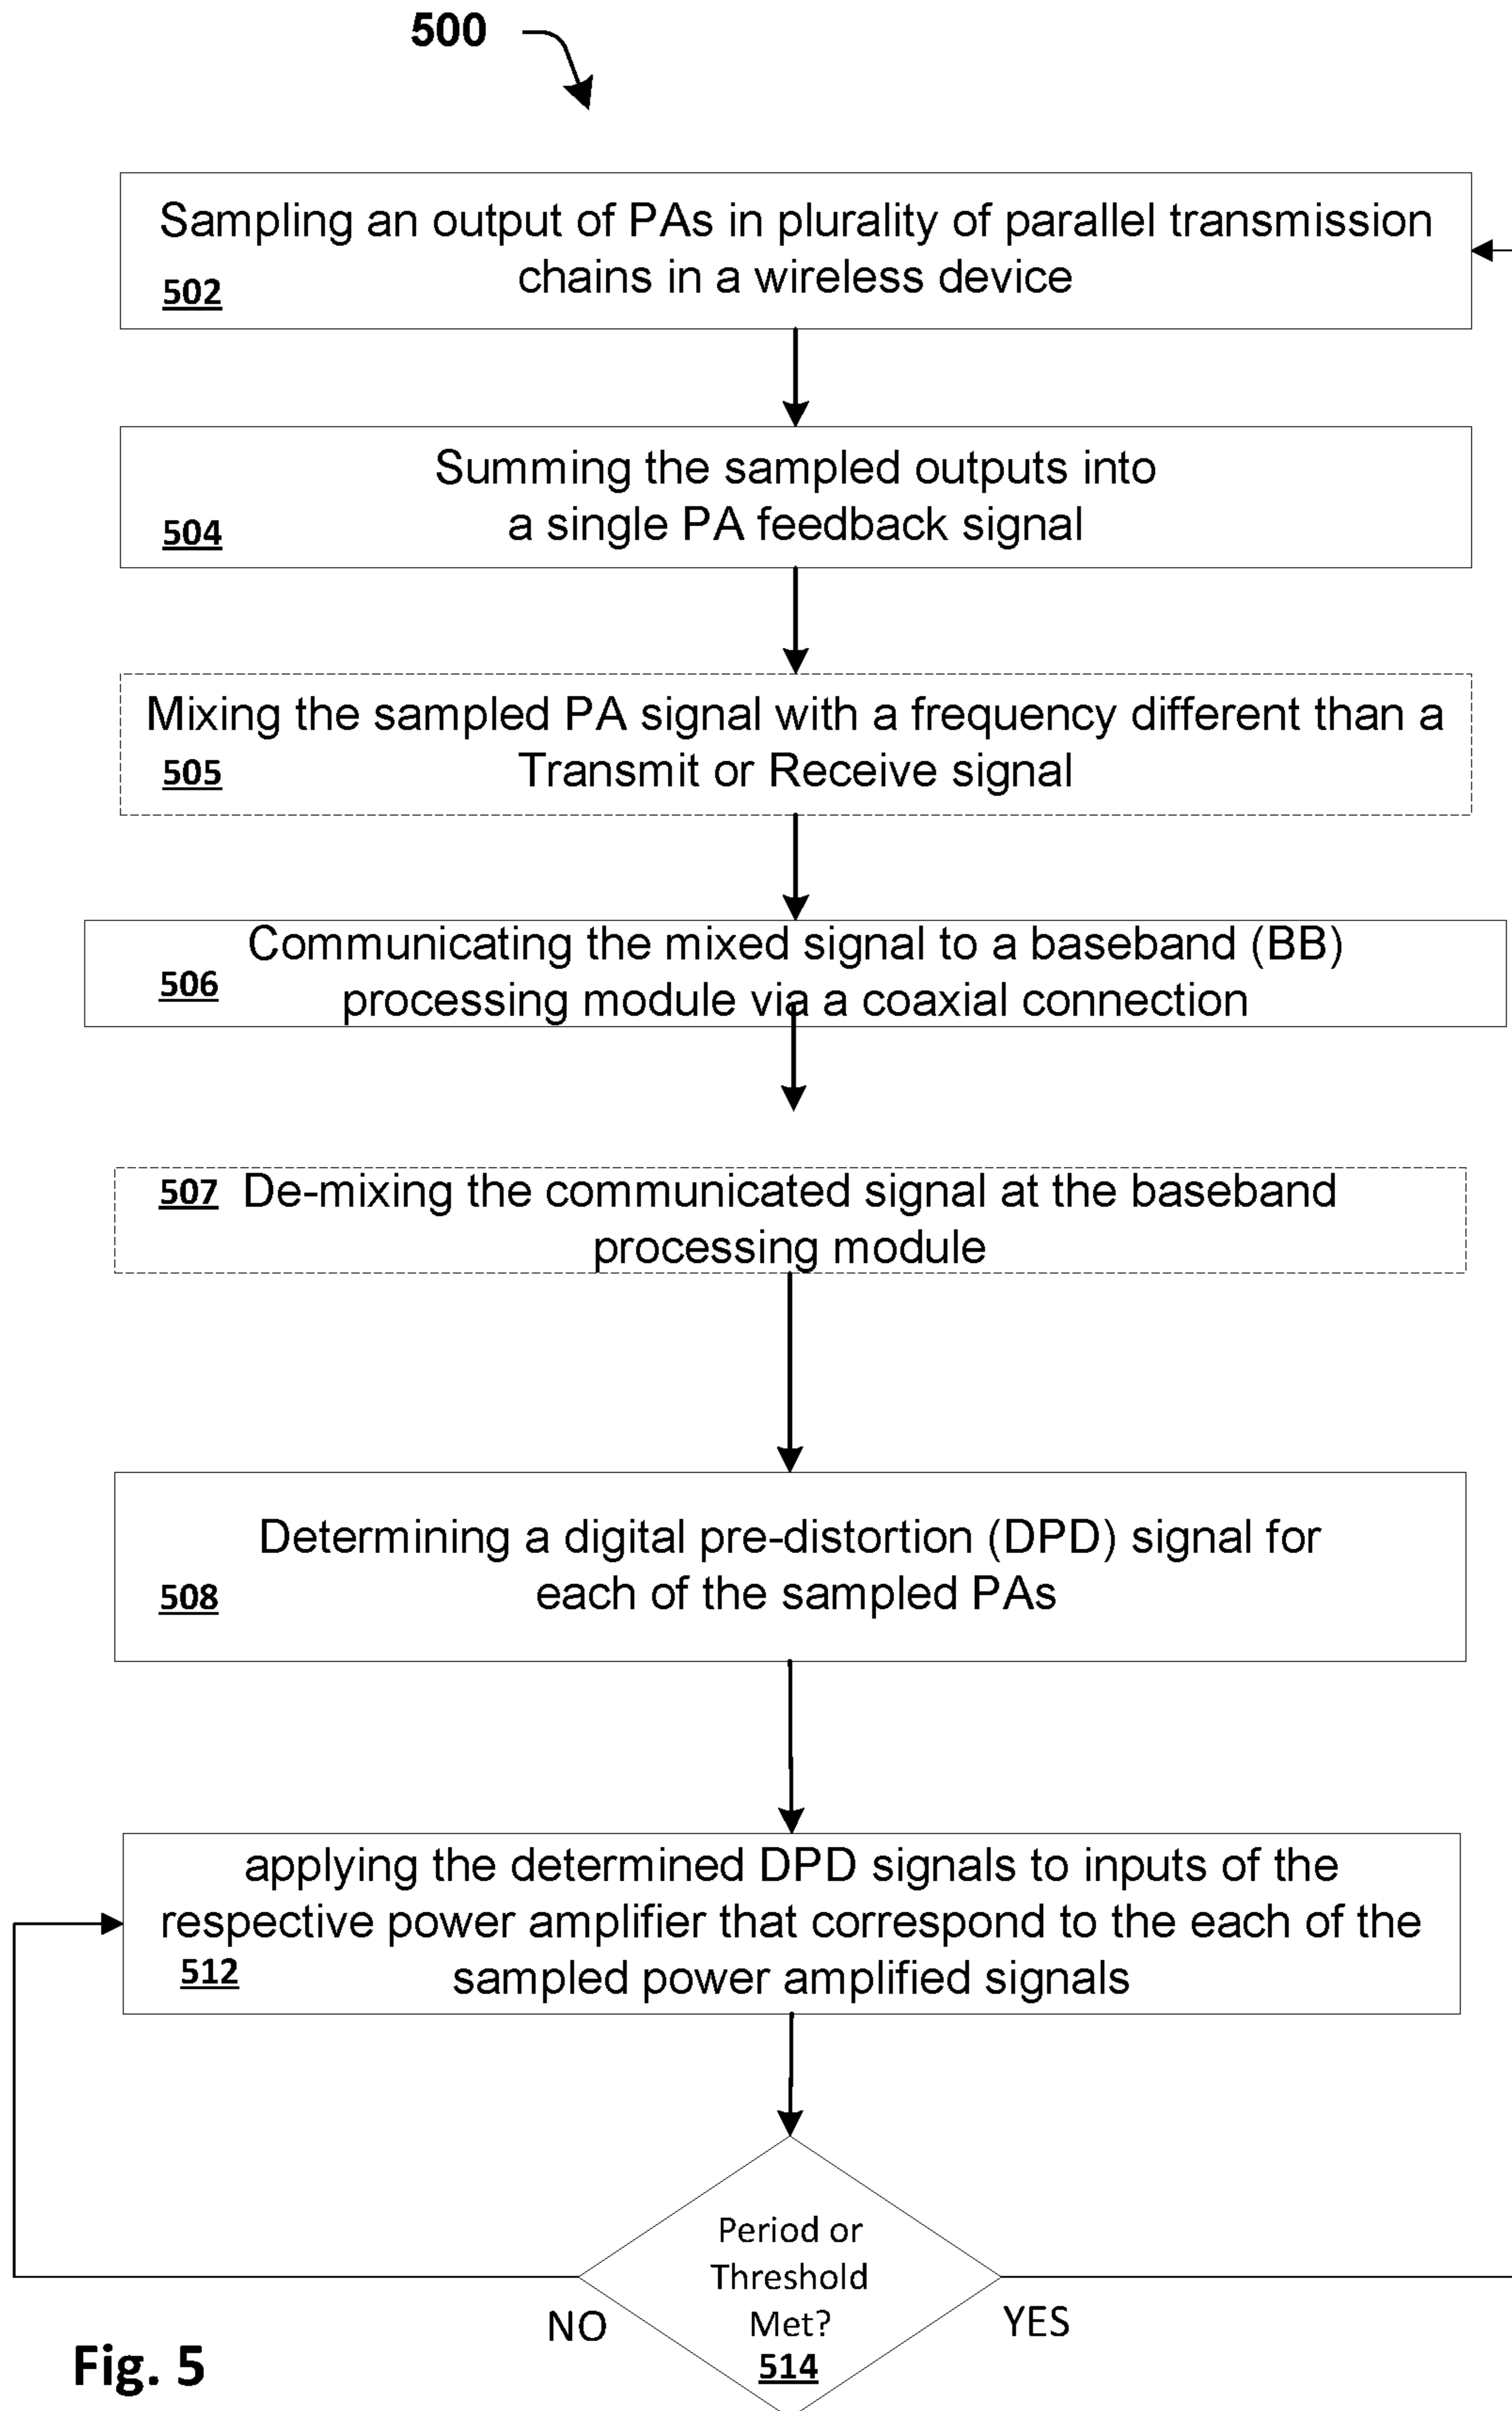 500
Sampling an output of PAs in plurality of parallel transmission
chains in a wireless device
502
Summing the sampled outputs into
a single PA feedback signal
504
Mixing the sampled PA signal with a frequency different than a
Transmit or Receive signal
505
Communicating the mixed signal to a baseband (BB)
processing module via a coaxial connection
506
507 De-mixing the communicated signal at the baseband
processing module
Determining a digital pre-distortion (DPD) signal for
each of the sampled PAs
508
applying the determined DPD signals to inputs of the
respective power amplifier that correspond to the each of the
sampled power amplified signals
512
Period or
Threshold
Met?
514
NO
YES
Fig. 5